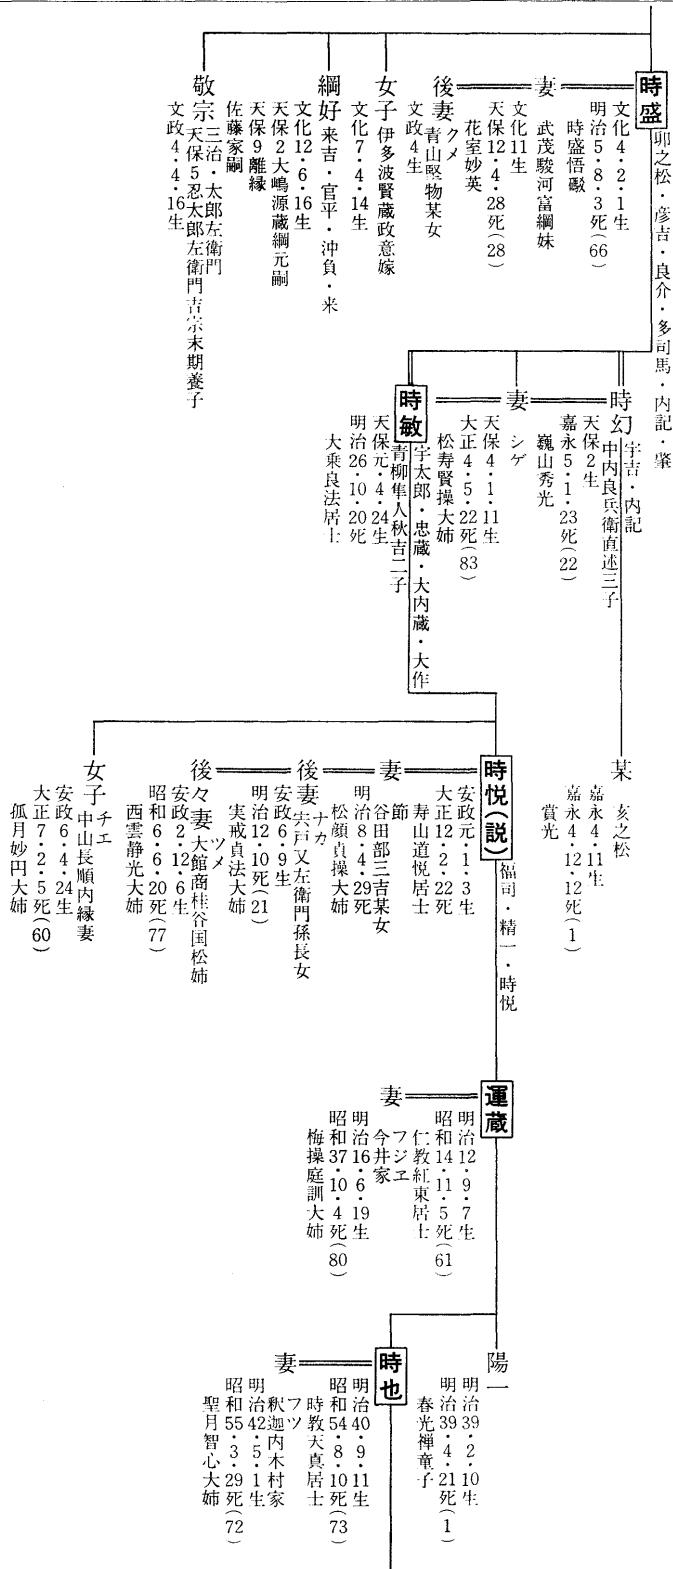 時盛
卯之松・彦吉・良介・多司馬・内記・肇
文化4・2・1生
明治5・8・3死(66)
時盛悟毅
妻
武茂駿河富綱妹
文化11生
天保12・4・28死(28)
花室妙英
後妻
クメ
青山堅物某女
文政4生
女子
伊多波賢蔵政意嫁
文化7・4・14生
綱好
来吉・官平・沖負・来
文化12・6・16生
天保2大嶋源蔵綱元嗣
天保9離縁
佐藤家嗣
敬宗
三治・太郎左衛門
天保5忍太郎左衛門吉宗末期養子
文政4・4・16生
時幻
宇吉・内記
中内良兵衛直述三子
天保2生
嘉永5・1・23死(22)
巍山秀光
妻
シゲ
天保4・1・11生
大正4・5・22死(83)
松寿賢操大姉
時敏
宇太郎・忠蔵・大内蔵・大作
青柳隼人秋吉二子
天保元・4・24生
明治26・10・20死
大乗良法居士
某
亥之松
嘉永4・11生
嘉永4・12・12死(1)
賞光
時悦(説)
福司・精一・時悦
安政元・1・3生
大正12・2・22死
寿山道悦居士
妻
節
谷田部三吉某女
明治8・4・29死
松顔貞操大姉
後妻
ナカ
宍戸又左衛門孫長女
安政6・9生
明治12・10死(21)
実戒貞法大姉
後々妻
ツメ
大館商桂谷国松姉
安政2・12・6生
昭和6・6・20死(77)
西雲静光大姉
女子
チエ
中山長順内縁妻
安政6・4・24生
大正7・2・5死(60)
孤月妙円大姉
運蔵
明治12・9・7生
昭和14・11・5死(61)
仁教紅東居士
妻
フジヱ
今井家
明治16・6・19生
昭和37・10・4死(80)
梅操庭訓大姉
陽一
明治39・2・10生
明治39・4・21死(1)
春光禅童子
時也
明治40・9・11生
昭和54・8・10死(73)
時教天真居士
妻
フツ
釈迦内木村家
明治42・5・1生
昭和55・3・29死(72)
聖月智心大姉